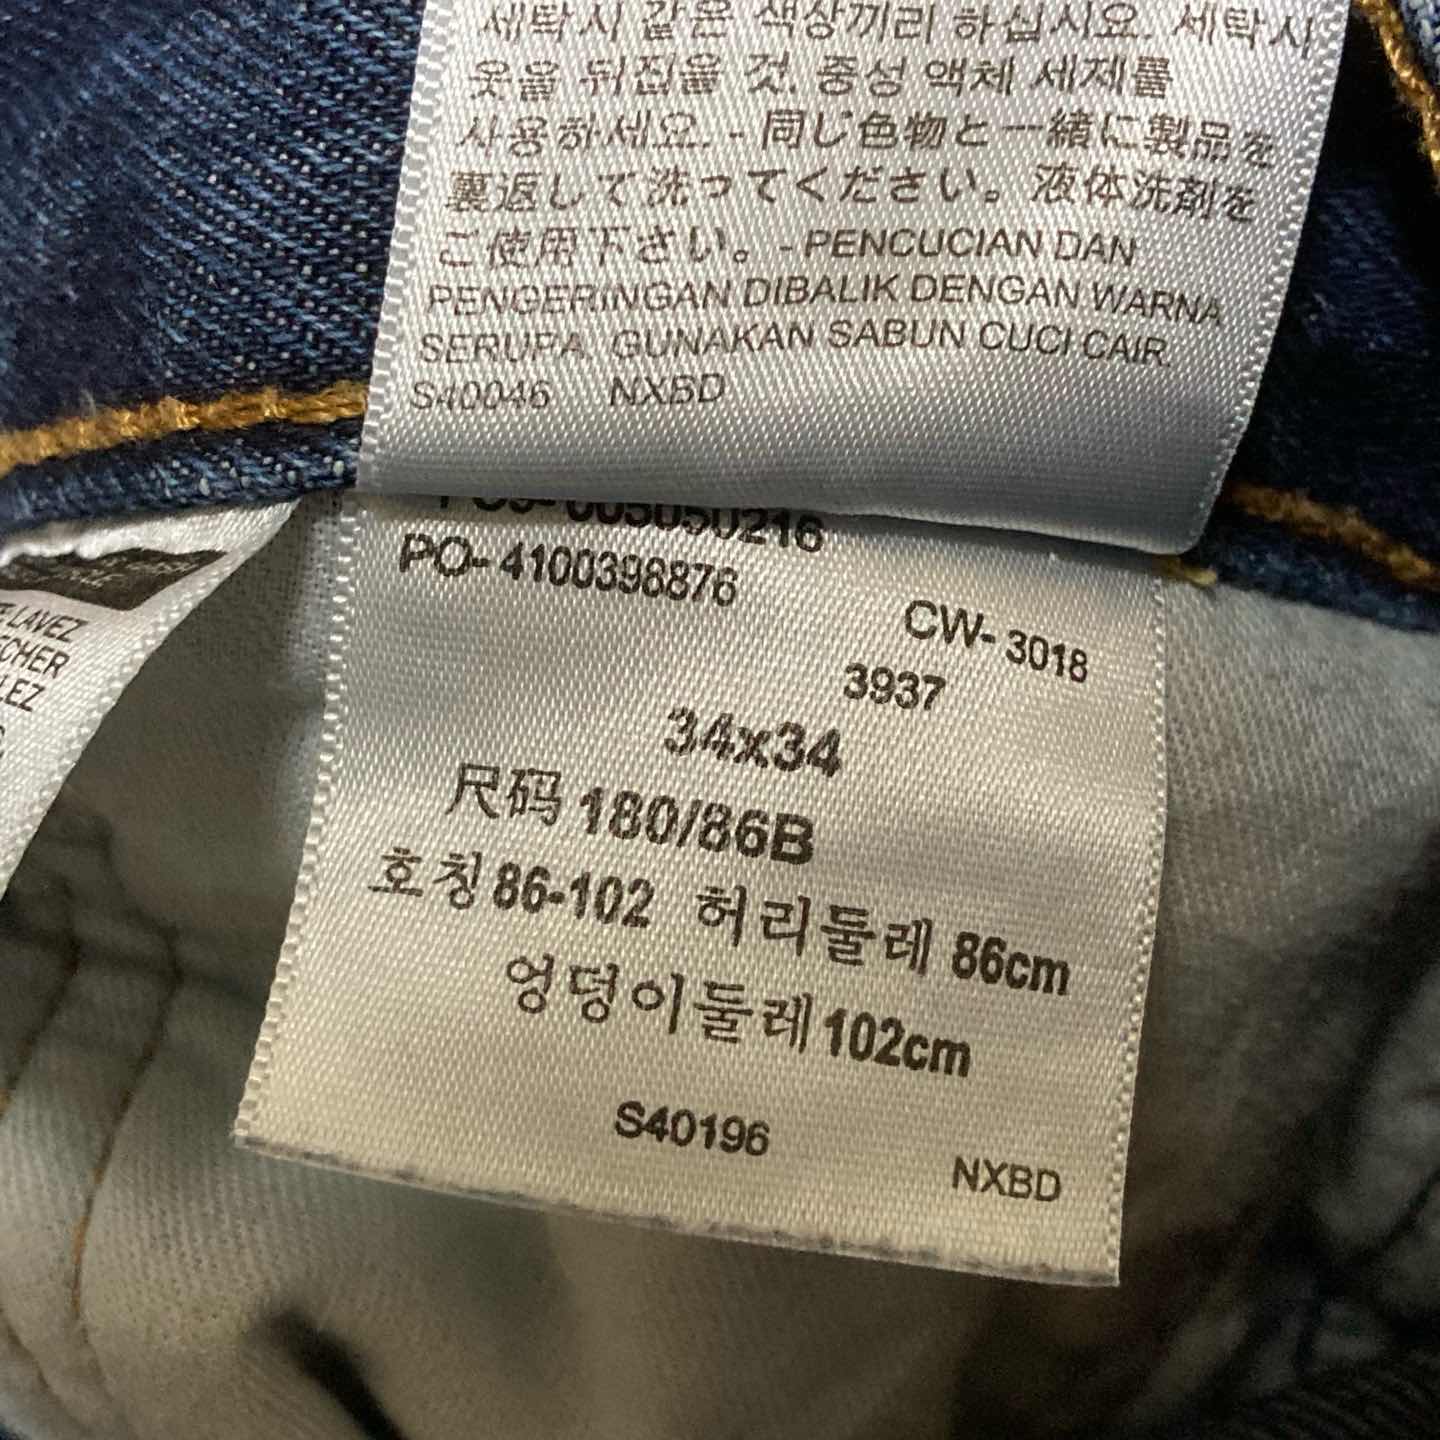 세탁시 같은 색상끼리 하십시요. 세탁시
옷을 뒤집을 것. 중성 액체 세제를
사용하세요. - 同じ色物と一緒に製品を
裏返して洗ってください。液体洗剤を
ご使用下さい。- PENCUCIAN DAN
PENGERINGAN DIBALIK DENGAN WARNA
SERUPA. GUNAKAN SABUN CUCI CAIR.
S40046 NXBD
LAVEZ
PO- 4100396876
CW- 3018
3937
34x34
尺码 180/86B
호칭 86-102 허리둘레 86cm
엉덩이둘레 102cm
S40196
NXBD